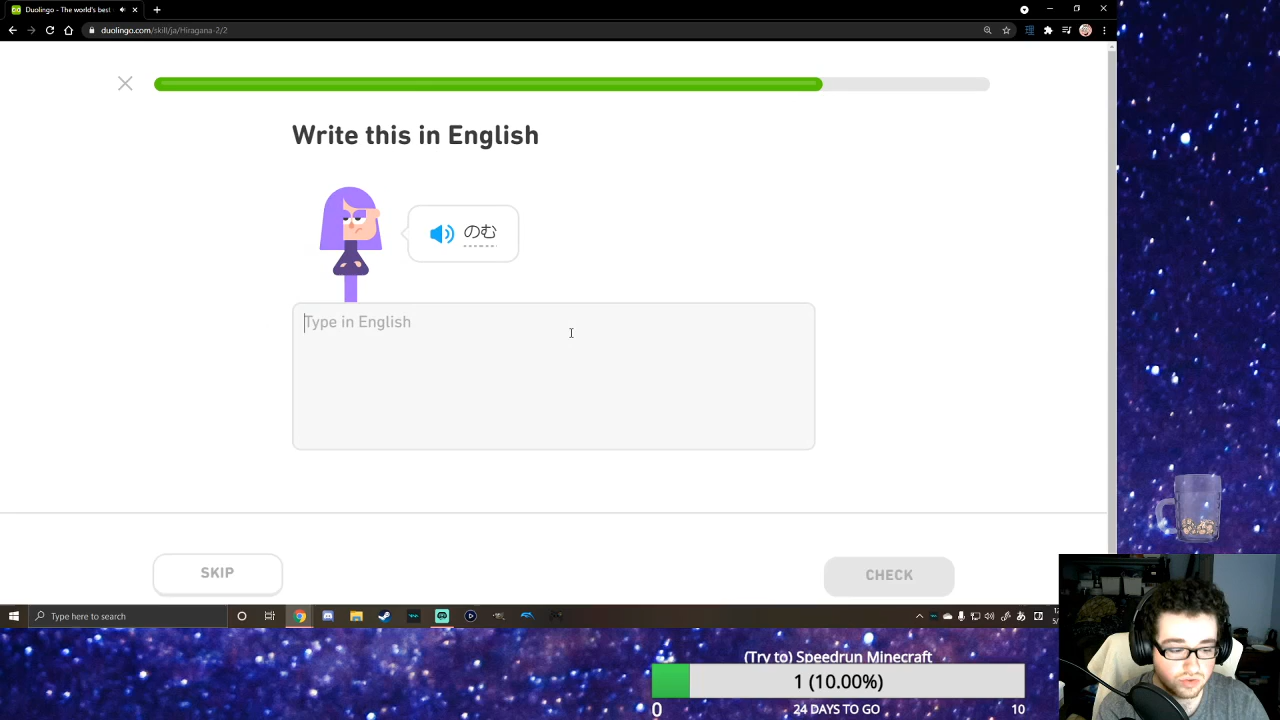 Duolingo - The world's best
duolingo.com/skill/ja/Hiragana-2/2
Write this in English
のむ
Type in English
SKIP
CHECK
Type here to search
(Try to) Speedrun Minecraft
1 (10.00%)
0
24 DAYS TO GO
10